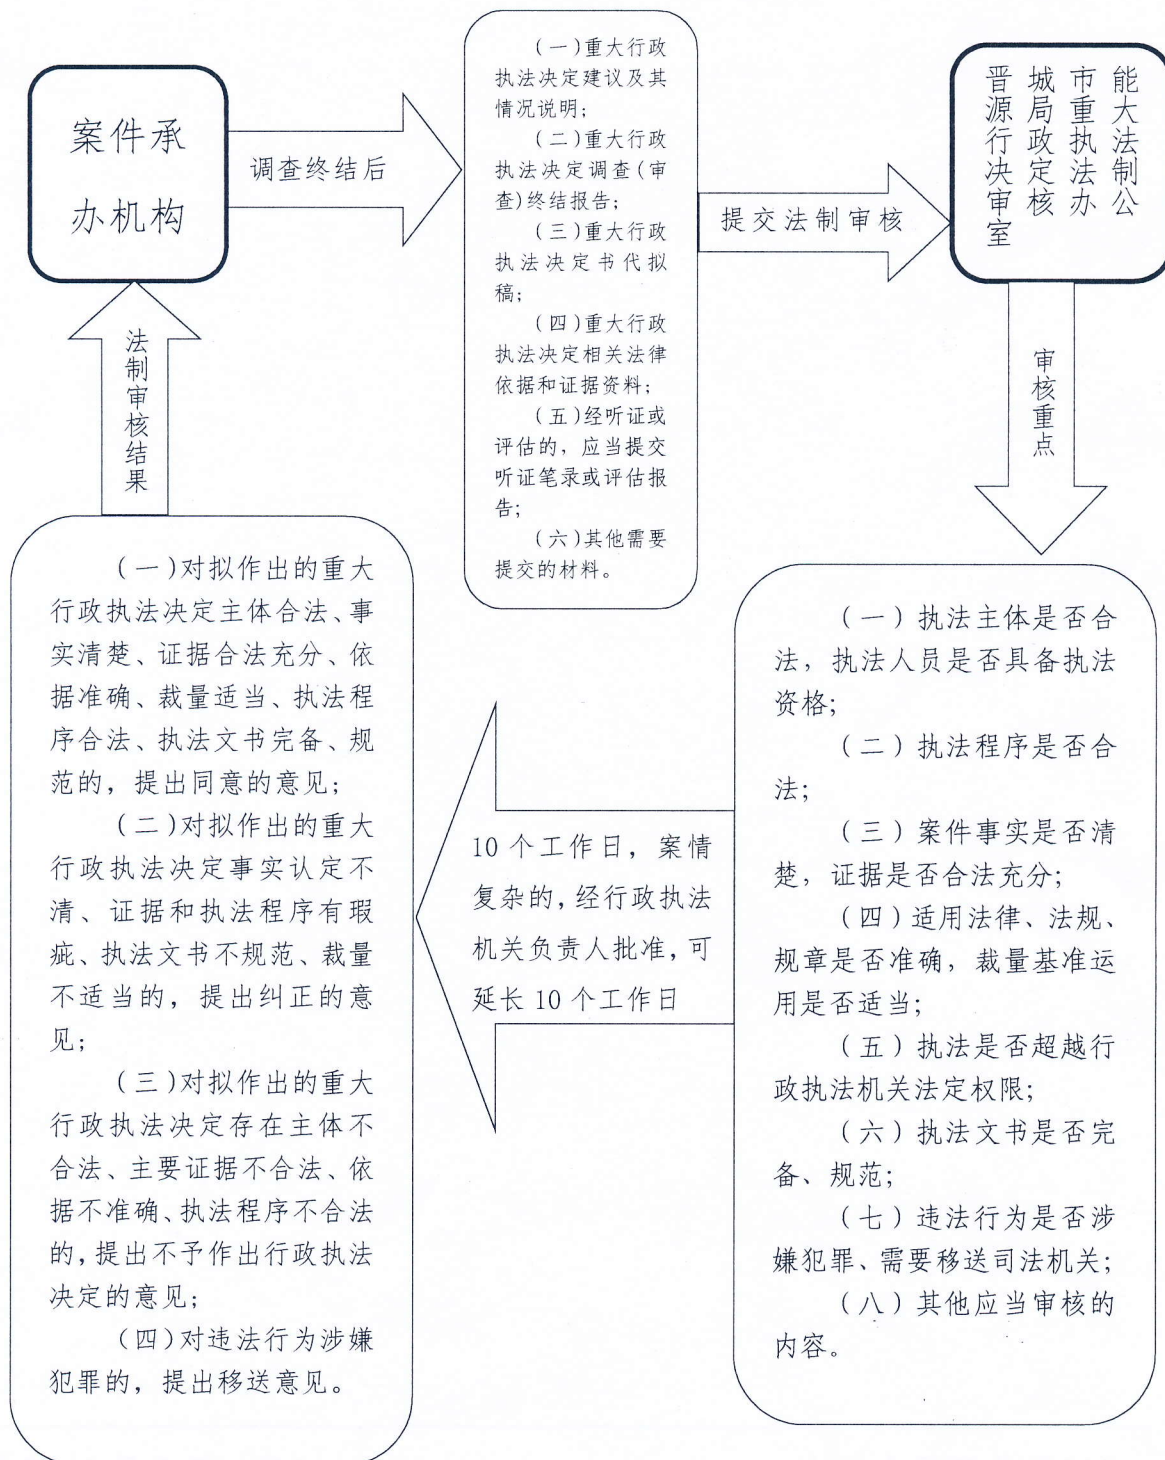 案件承
办机构
调查终结后
（一）重大行政
执法决定建议及其
情况说明；
（二）重大行政
执法决定调查（审
查）终结报告；
（三）重大行政
执法决定书代拟
稿；
（四）重大行政
执法决定相关法律
依据和证据资料；
（五）经听证或
评估的，应当提交
听证笔录或评估报
告；
（六）其他需要
提交的材料。
提交法制审核
晋城市能
源局重大
行政执法
决定法制
审核办公
室
审核重点
（一）执法主体是否合
法，执法人员是否具备执法
资格；
（二）执法程序是否合
法；
（三）案件事实是否清
楚，证据是否合法充分；
（四）适用法律、法规、
规章是否准确，裁量基准运
用是否适当；
（五）执法是否超越行
政执法机关法定权限；
（六）执法文书是否完
备、规范；
（七）违法行为是否涉
嫌犯罪、需要移送司法机关；
（八）其他应当审核的
内容。
10个工作日，案情
复杂的，经行政执法
机关负责人批准，可
延长10个工作日
（一）对拟作出的重大
行政执法决定主体合法、事
实清楚、证据合法充分、依
据准确、裁量适当、执法程
序合法、执法文书完备、规
范的，提出同意的意见；
（二）对拟作出的重大
行政执法决定事实认定不
清、证据和执法程序有瑕
疵、执法文书不规范、裁量
不适当的，提出纠正的意
见；
（三）对拟作出的重大
行政执法决定存在主体不
合法、主要证据不合法、依
据不准确、执法程序不合法
的，提出不予作出行政执法
决定的意见；
（四）对违法行为涉嫌
犯罪的，提出移送意见。
法制审核结果